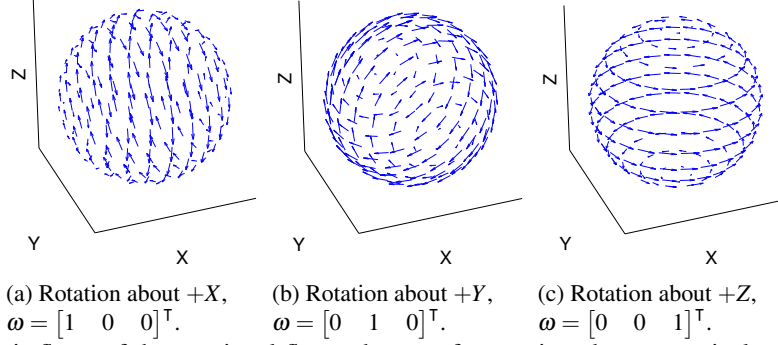 Z
Y
X
Z
Y
X
Z
Y
X
(a) Rotation about +X,
ω = [1 0 0]ᵀ.
(b) Rotation about +Y,
ω = [0 1 0]ᵀ.
(c) Rotation about +Z,
ω = [0 0 1]ᵀ.